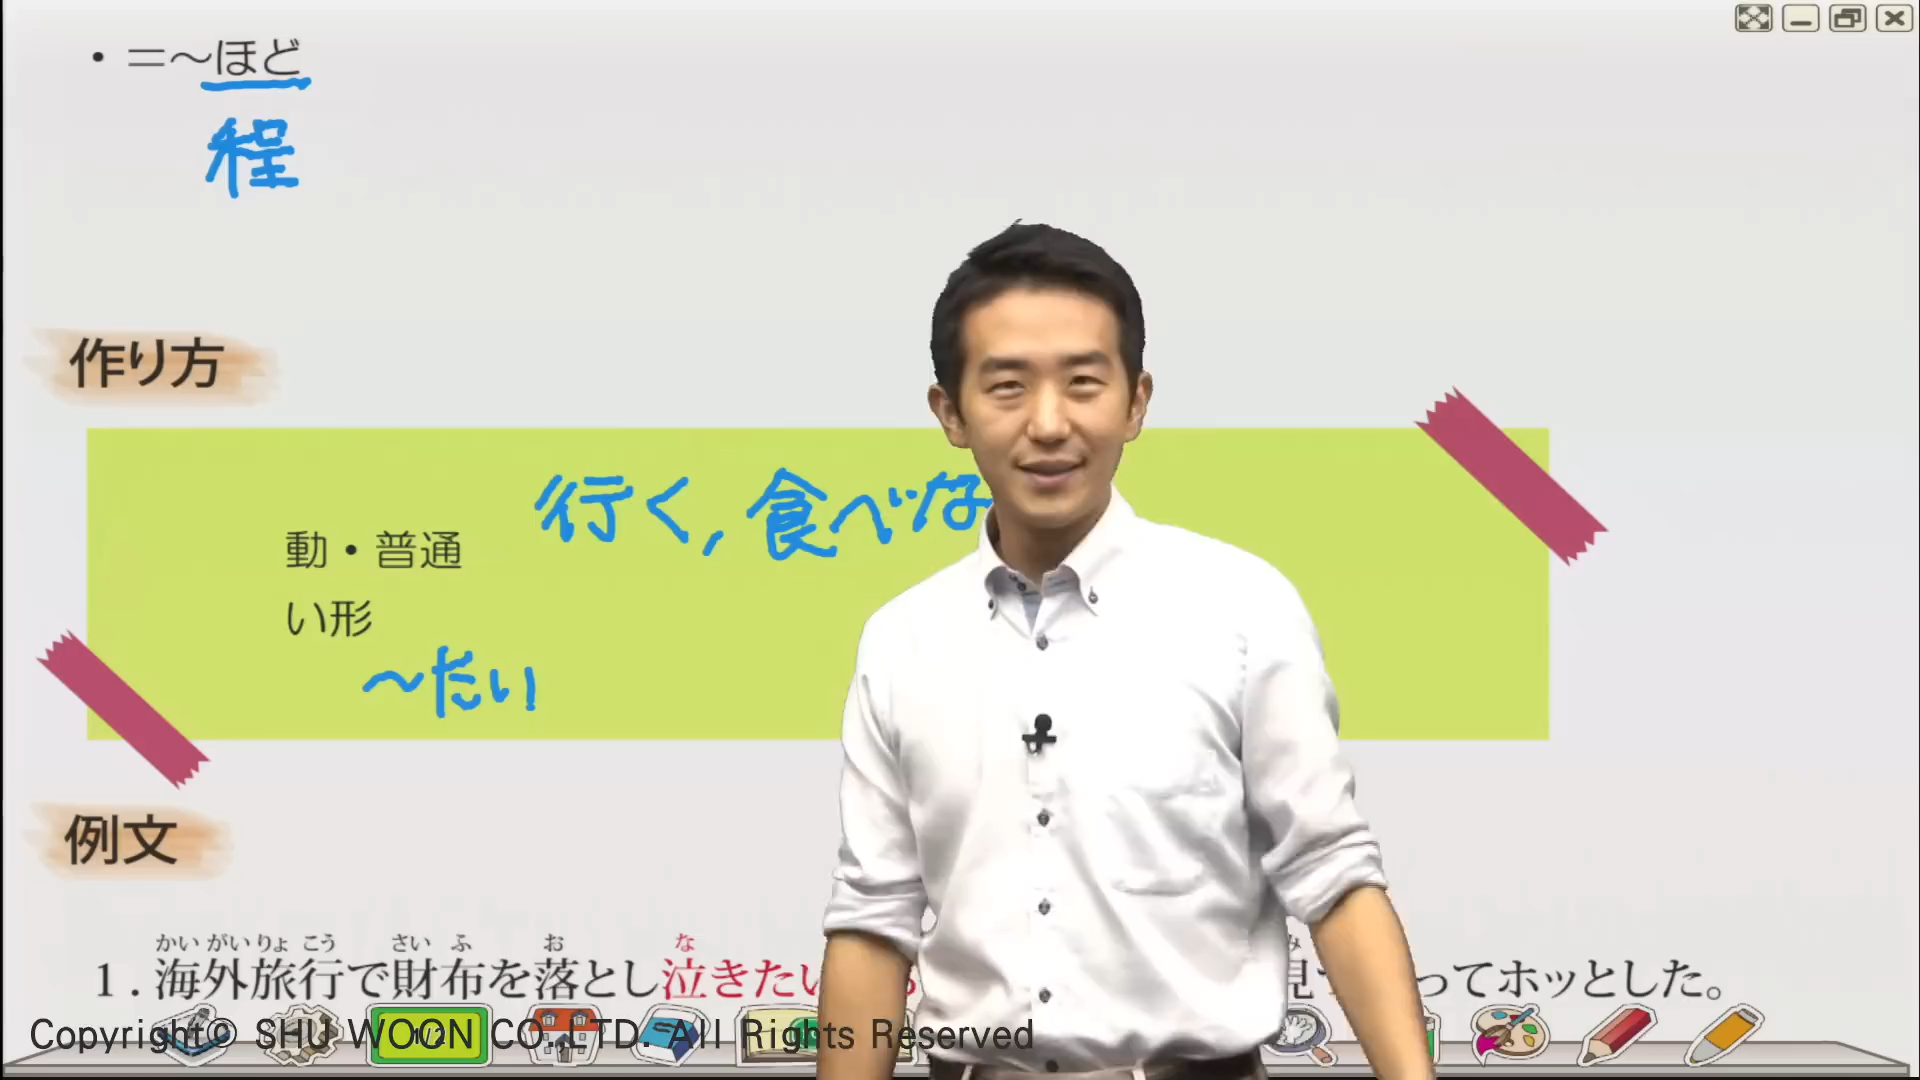 ・＝～ほど
程
作り方
行く, 食べな
動・普通
い形
～たい
例文
かいがいりょこう さいふ お な
1．海外旅行で財布を落とし泣きたい ってホッとした。
1/2
Copyright© SHU WOON CO.,LTD. All Rights Reserved